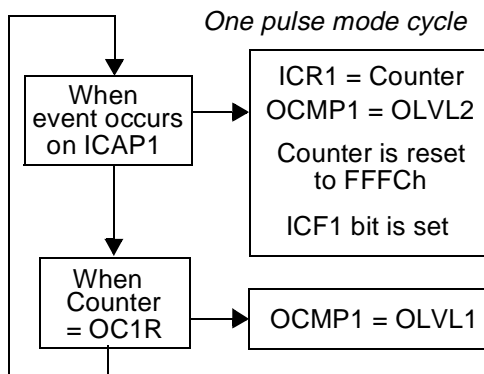 One pulse mode cycle
When
event occurs
on ICAP1
ICR1 = Counter
OCMP1 = OLVL2
Counter is reset
to FFFCh
ICF1 bit is set
When
Counter
= OC1R
OCMP1 = OLVL1